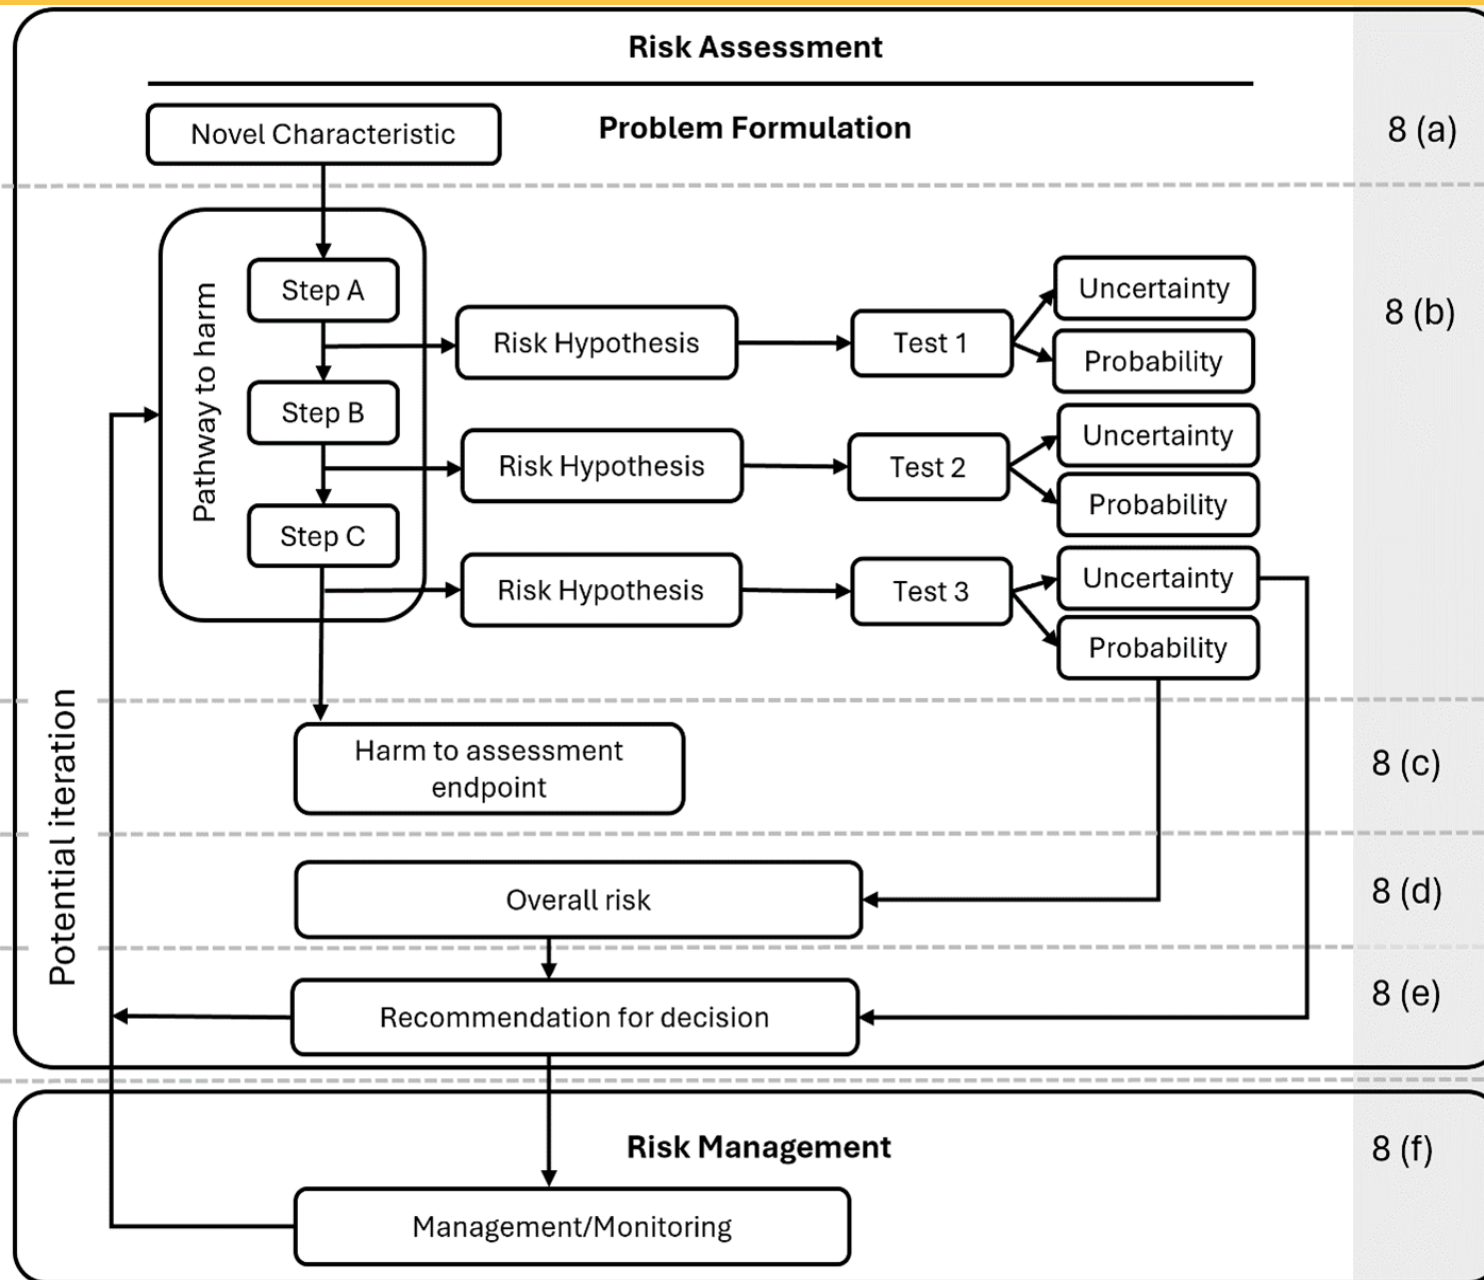 Risk Assessment
Novel Characteristic
Problem Formulation
8 (a)
Pathway to harm
Step A
Risk Hypothesis
Test 1
Uncertainty
Probability
8 (b)
Step B
Risk Hypothesis
Test 2
Uncertainty
Probability
Step C
Risk Hypothesis
Test 3
Uncertainty
Probability
Potential iteration
Harm to assessment
endpoint
8 (c)
Overall risk
8 (d)
Recommendation for decision
8 (e)
Risk Management
8 (f)
Management/Monitoring